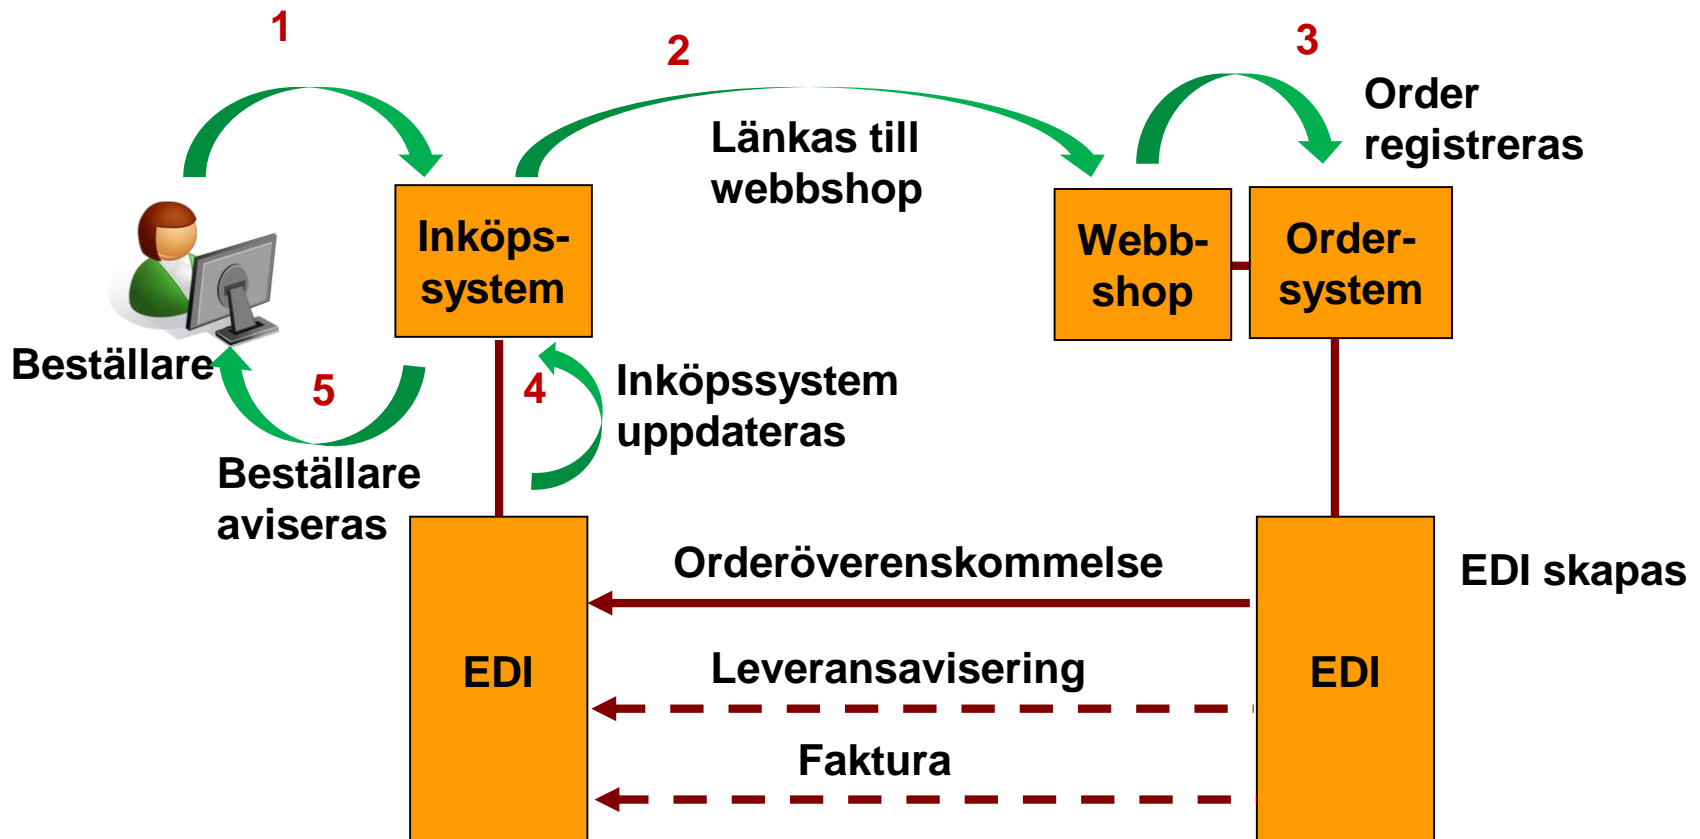 1
2
3
Order
registreras
Länkas till
webbshop
Inköps-
system
Webb-
shop
Order-
system
Beställare
5
4
Inköpssystem
uppdateras
Beställare
aviseras
Orderöverenskommelse
EDI skapas
EDI
Leveransavisering
EDI
Faktura